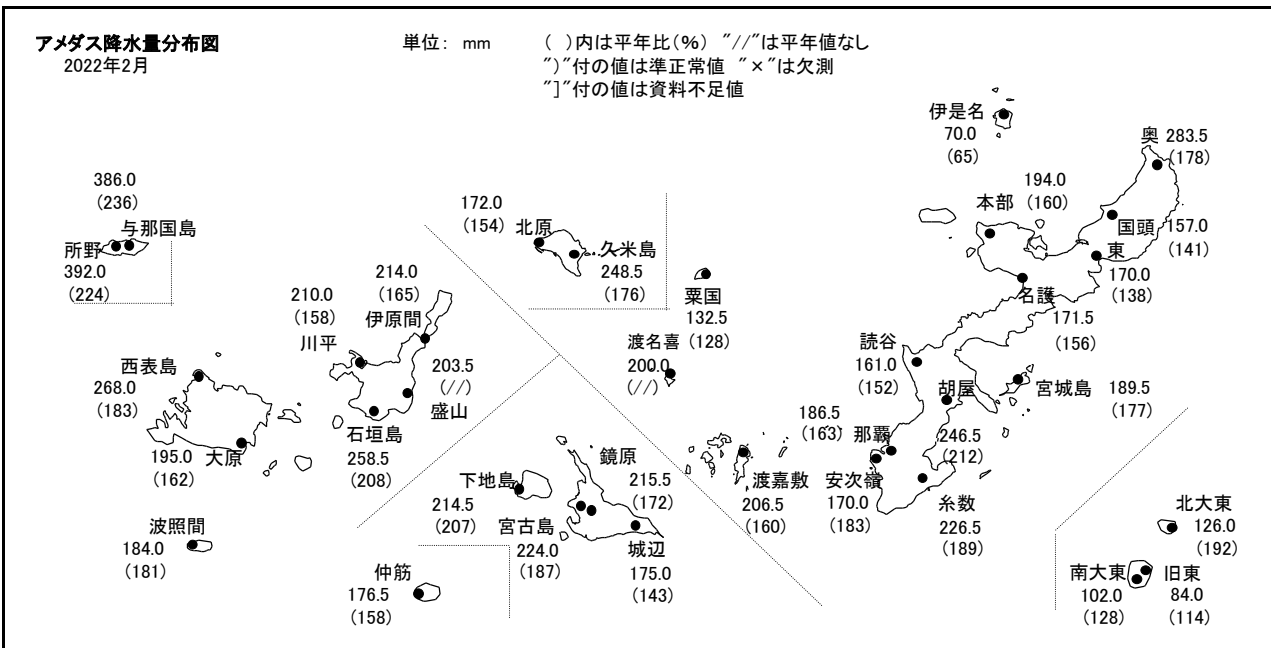 アメダス降水量分布図
2022年2月
単位: mm
( )内は平年比(%) "//"は平年値なし
")"付の値は準正常値 "×"は欠測
"]"付の値は資料不足値
伊是名
70.0
(65)
奥 283.5
(178)
194.0
本部 (160)
国頭 157.0
(141)
東
170.0
(138)
名護
171.5
(156)
386.0
(236)
与那国島
所野
392.0
(224)
172.0
(154) 北原
久米島
248.5
(176)
粟国
132.5
(128)
渡名喜
200.0
(//)
読谷
161.0
(152)
胡屋
246.5
(212)
宮城島 189.5
(177)
186.5
(163) 那覇
安次嶺
170.0
(183)
糸数
226.5
(189)
渡嘉敷
206.5
(160)
214.0
(165)
伊原間
210.0
(158)
川平
203.5
(//)
盛山
石垣島
258.5
(208)
西表島
268.0
(183)
195.0 大原
(162)
波照間
184.0
(181)
鏡原
215.5
(172)
下地島
214.5
(207)
宮古島
224.0
(187)
城辺
175.0
(143)
仲筋
176.5
(158)
北大東
126.0
(192)
南大東
102.0
(128)
旧東
84.0
(114)